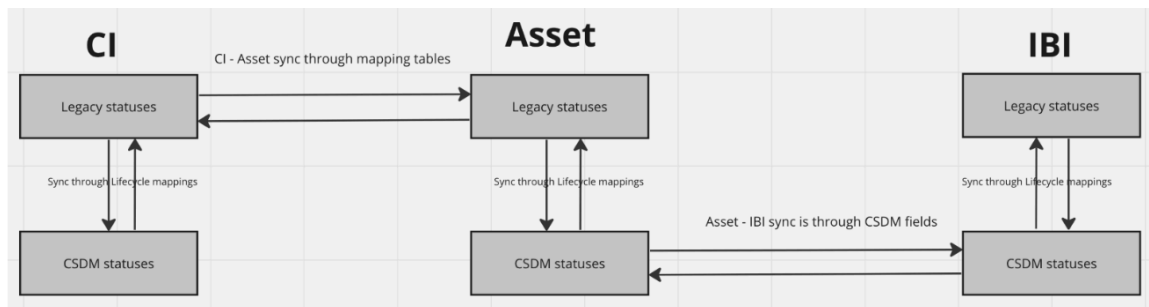 CI
Asset
IBI
CI - Asset sync through mapping tables
Legacy statuses
Legacy statuses
Legacy statuses
Sync through Lifecycle mappings
Sync through Lifecycle mappings
Sync through Lifecycle mappings
Asset - IBI sync is through CSDM fields
CSDM statuses
CSDM statuses
CSDM statuses